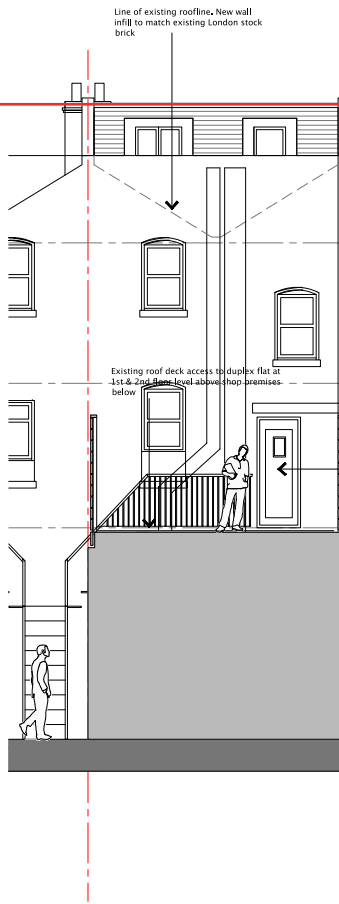 Line of existing roofline. New wall
infill to match existing London stock
brick
Existing roof deck access to duplex flat at
1st & 2nd floor level above shop premises
below